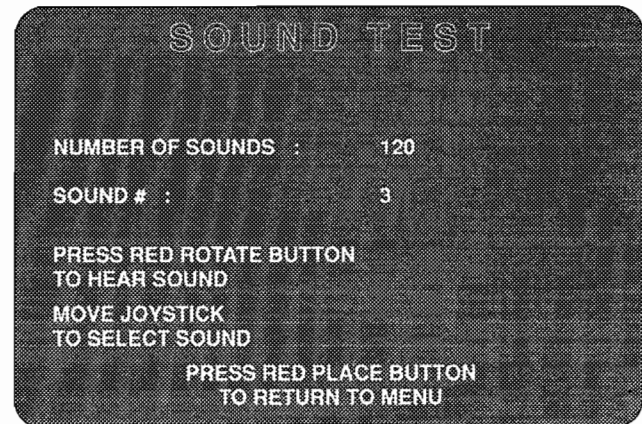 SOUND TEST
NUMBER OF SOUNDS : 120
SOUND # : 3
PRESS RED ROTATE BUTTON
TO HEAR SOUND
MOVE JOYSTICK
TO SELECT SOUND
PRESS RED PLACE BUTTON
TO RETURN TO MENU